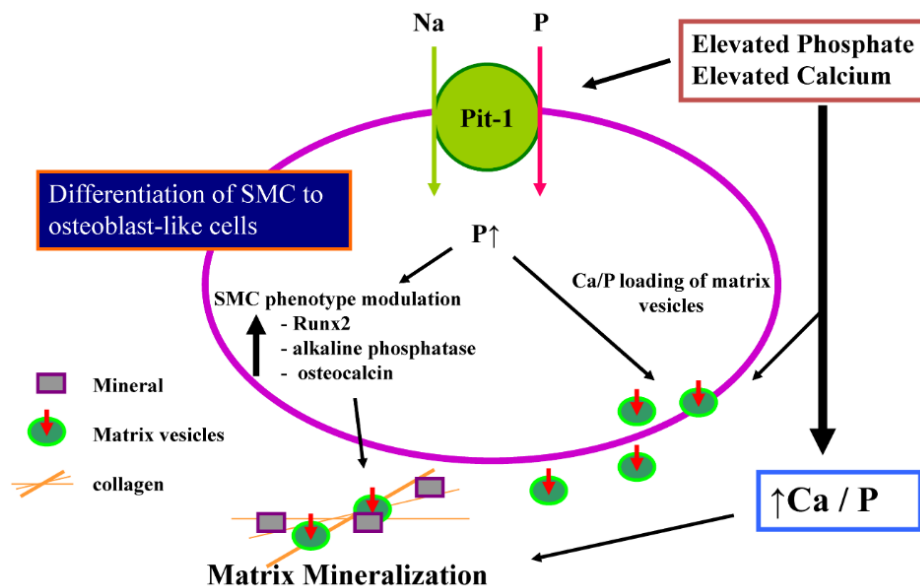 Na
P
Elevated Phosphate
Elevated Calcium
Pit-1
Differentiation of SMC to
osteoblast-like cells
P↑
SMC phenotype modulation
- Runx2
- alkaline phosphatase
- osteocalcin
Ca/P loading of matrix
vesicles
Mineral
Matrix vesicles
collagen
↑Ca / P
Matrix Mineralization